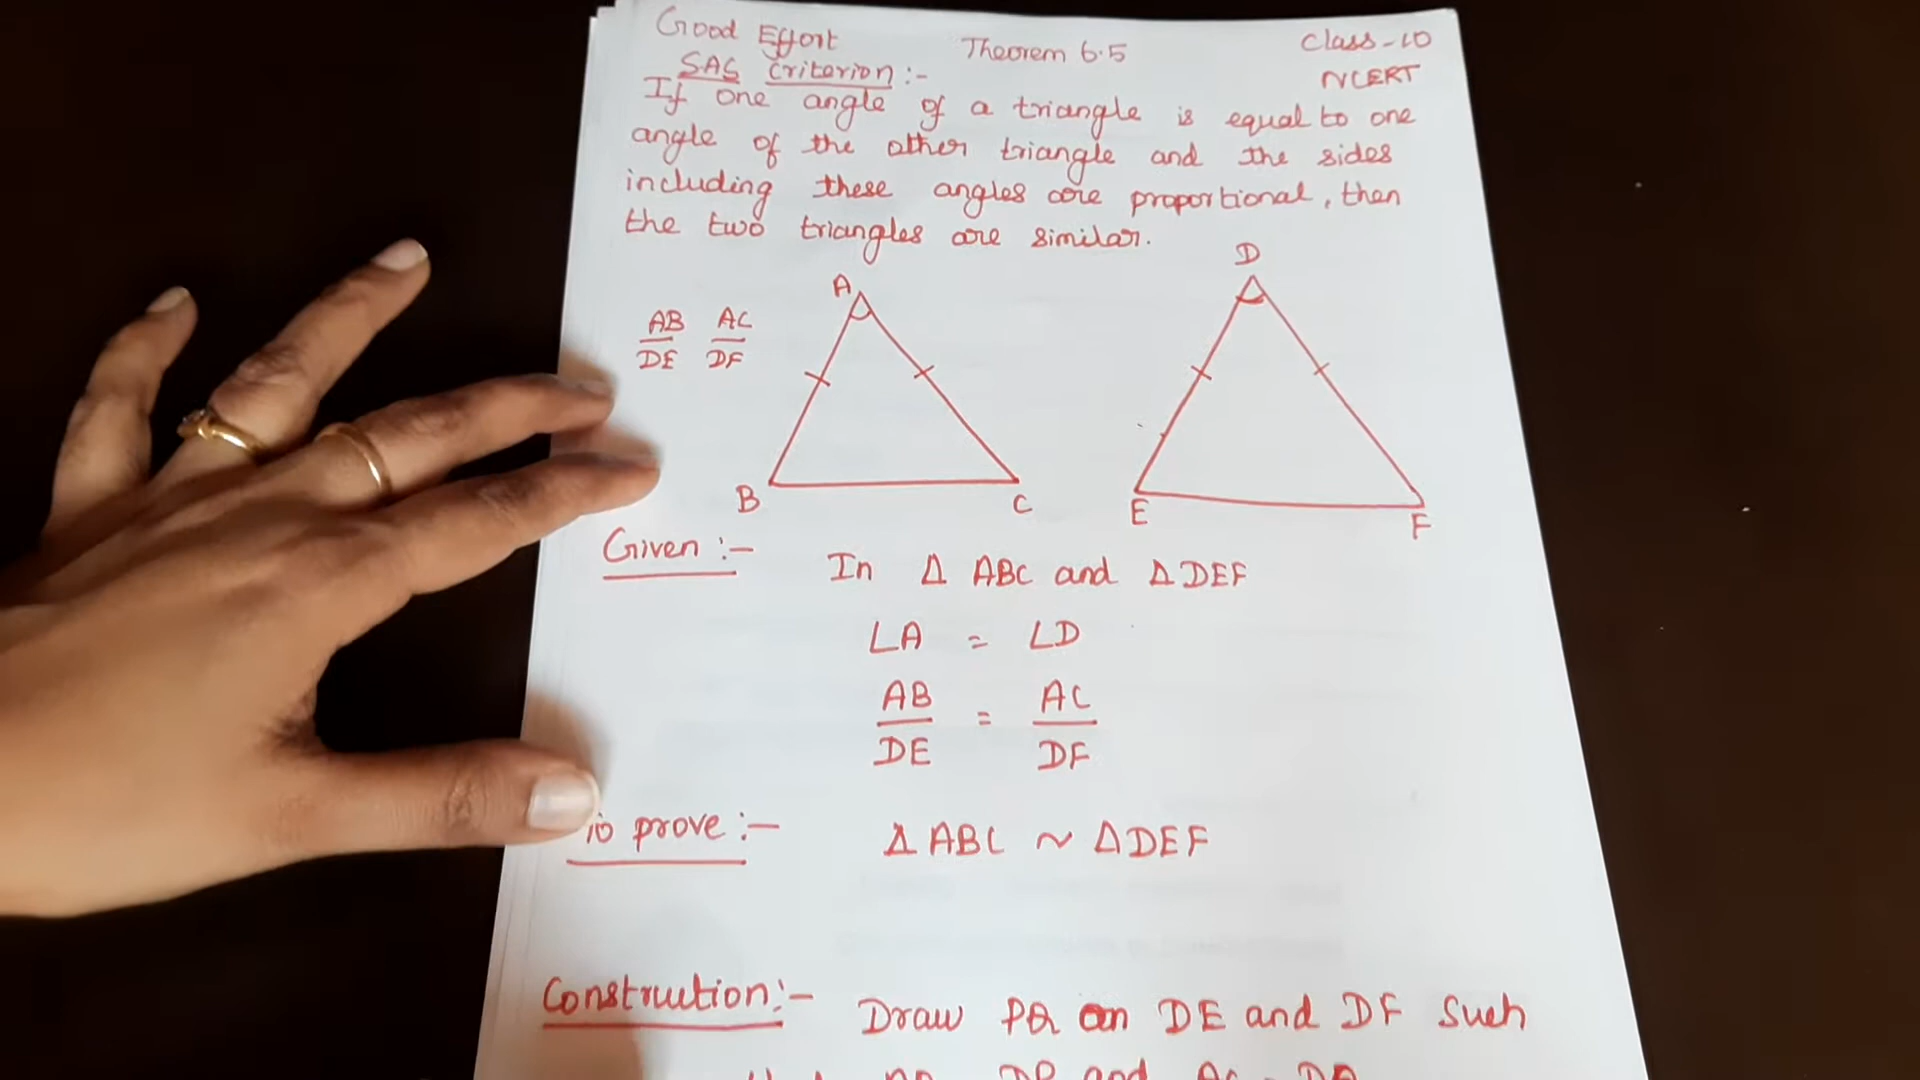 Good Effort Theorem 6.5 Class-10
NCERT
SAS Criterion:-
If one angle of a triangle is equal to one
angle of the other triangle and the sides
including these angles are proportional, then
the two triangles are similar.
A
D
AB AC
DE DF
B C
E F
Given:- In Δ ABC and Δ DEF
∠A = ∠D
AB = AC
DE DF
To prove:- Δ ABC ~ Δ DEF
Construction:- Draw PQ on DE and DF Such
and